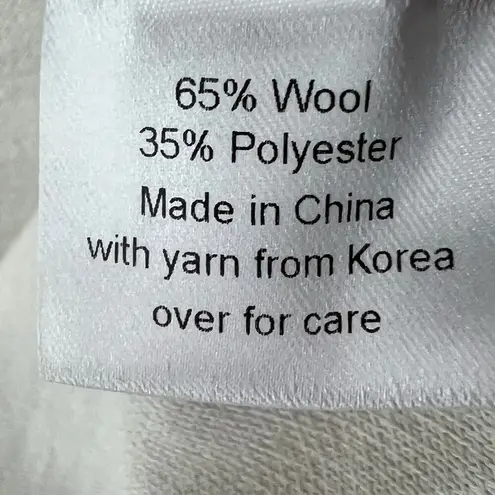 65% Wool
35% Polyester
Made in China
with yarn from Korea
over for care